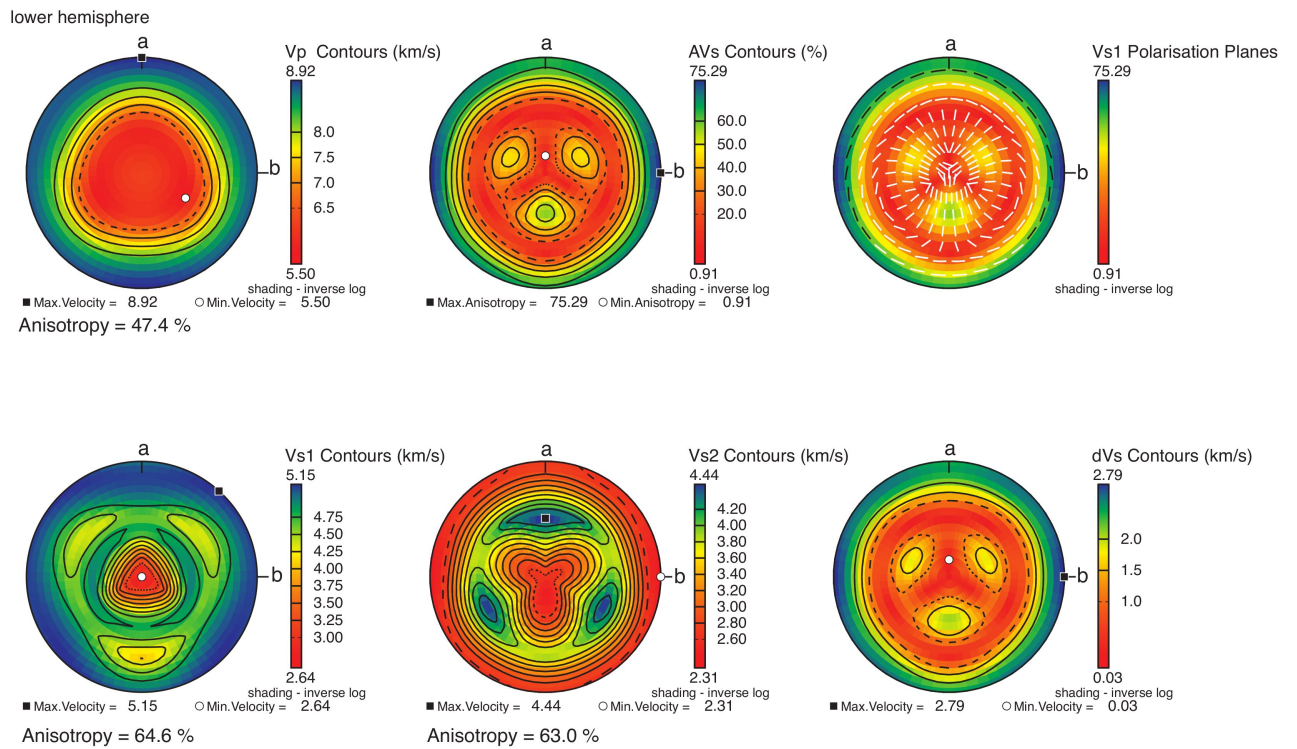 lower hemisphere
a
Vp Contours (km/s)
8.92
8.0
7.5
7.0
6.5
5.50
b
shading - inverse log
Max.Velocity = 8.92 Min.Velocity = 5.50
Anisotropy = 47.4 %
a
AVs Contours (%)
75.29
60.0
50.0
40.0
30.0
20.0
0.91
b
shading - inverse log
Max.Anisotropy = 75.29 Min.Anisotropy = 0.91
a
Vs1 Polarisation Planes
75.29
b
0.91
shading - inverse log
a
Vs1 Contours (km/s)
5.15
4.75
4.50
4.25
4.00
3.75
3.50
3.25
3.00
2.64
b
shading - inverse log
Max.Velocity = 5.15 Min.Velocity = 2.64
Anisotropy = 64.6 %
a
Vs2 Contours (km/s)
4.44
4.20
4.00
3.80
3.60
3.40
3.20
3.00
2.80
2.60
2.31
b
shading - inverse log
Max.Velocity = 4.44 Min.Velocity = 2.31
Anisotropy = 63.0 %
a
dVs Contours (km/s)
2.79
2.0
1.5
1.0
0.03
b
shading - inverse log
Max.Velocity = 2.79 Min.Velocity = 0.03